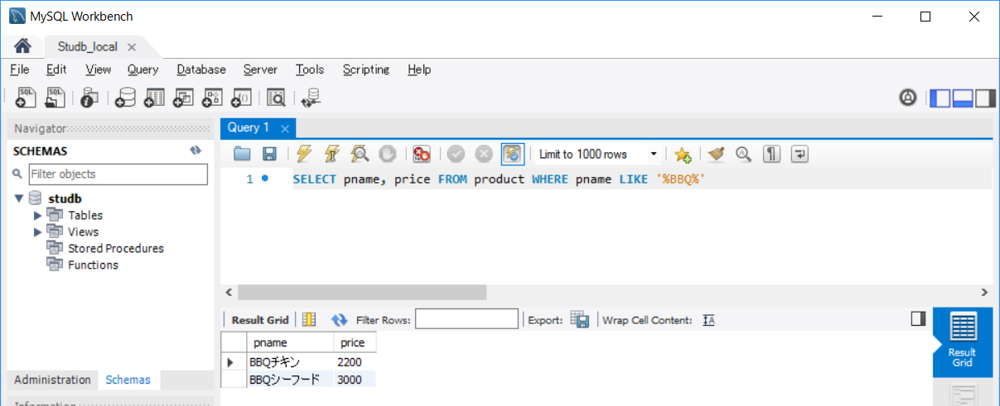 MySQL Workbench
Studb_local
File Edit View Query Database Server Tools Scripting Help
Navigator
Query 1
SCHEMAS
Limit to 1000 rows
Filter objects
1 SELECT pname, price FROM product WHERE pname LIKE '%BBQ%'
studb
Tables
Views
Stored Procedures
Functions
Result Grid Filter Rows: Export: Wrap Cell Content:
pname price
BBQチキン 2200
BBQシーフード 3000
Result
Grid
Administration Schemas
Information